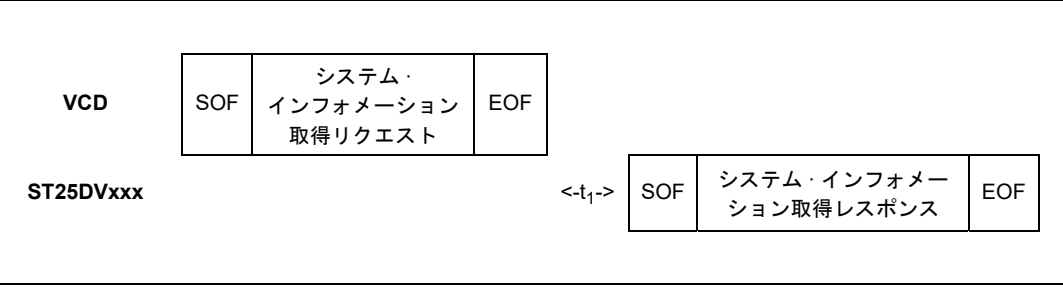 VCD
SOF
システム・
インフォメーション
取得リクエスト
EOF
ST25DVxxx
<-t₁->
SOF
システム・インフォメー
ション取得レスポンス
EOF